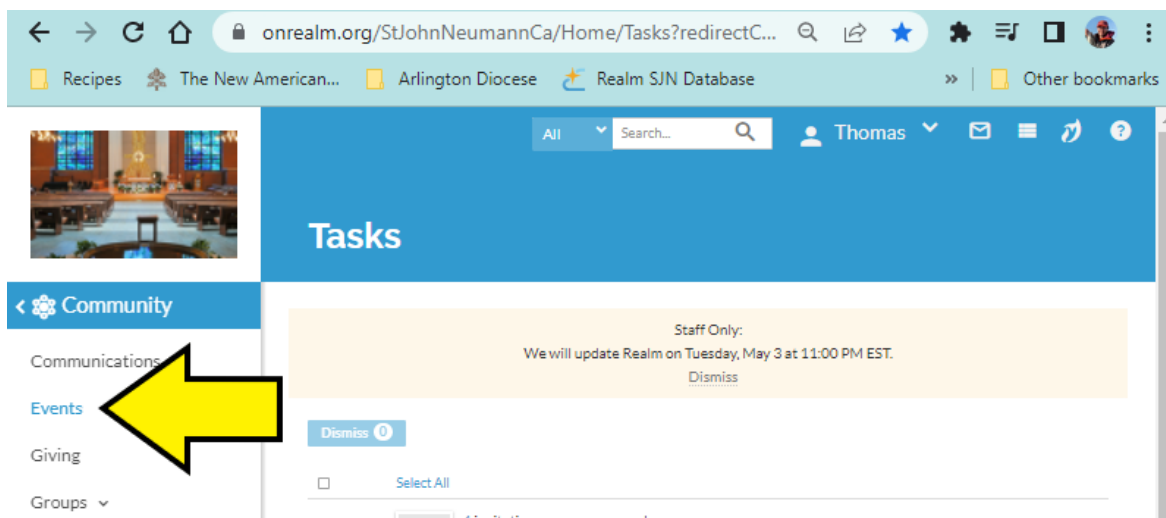 onrealm.org/StJohnNeumannCa/Home/Tasks?redirectC...
Recipes The New American... Arlington Diocese Realm SJN Database » Other bookmarks
All Search... Thomas
Tasks
Community
Staff Only:
We will update Realm on Tuesday, May 3 at 11:00 PM EST.
Dismiss
Communications
Events
Giving
Groups
Dismiss 0
Select All